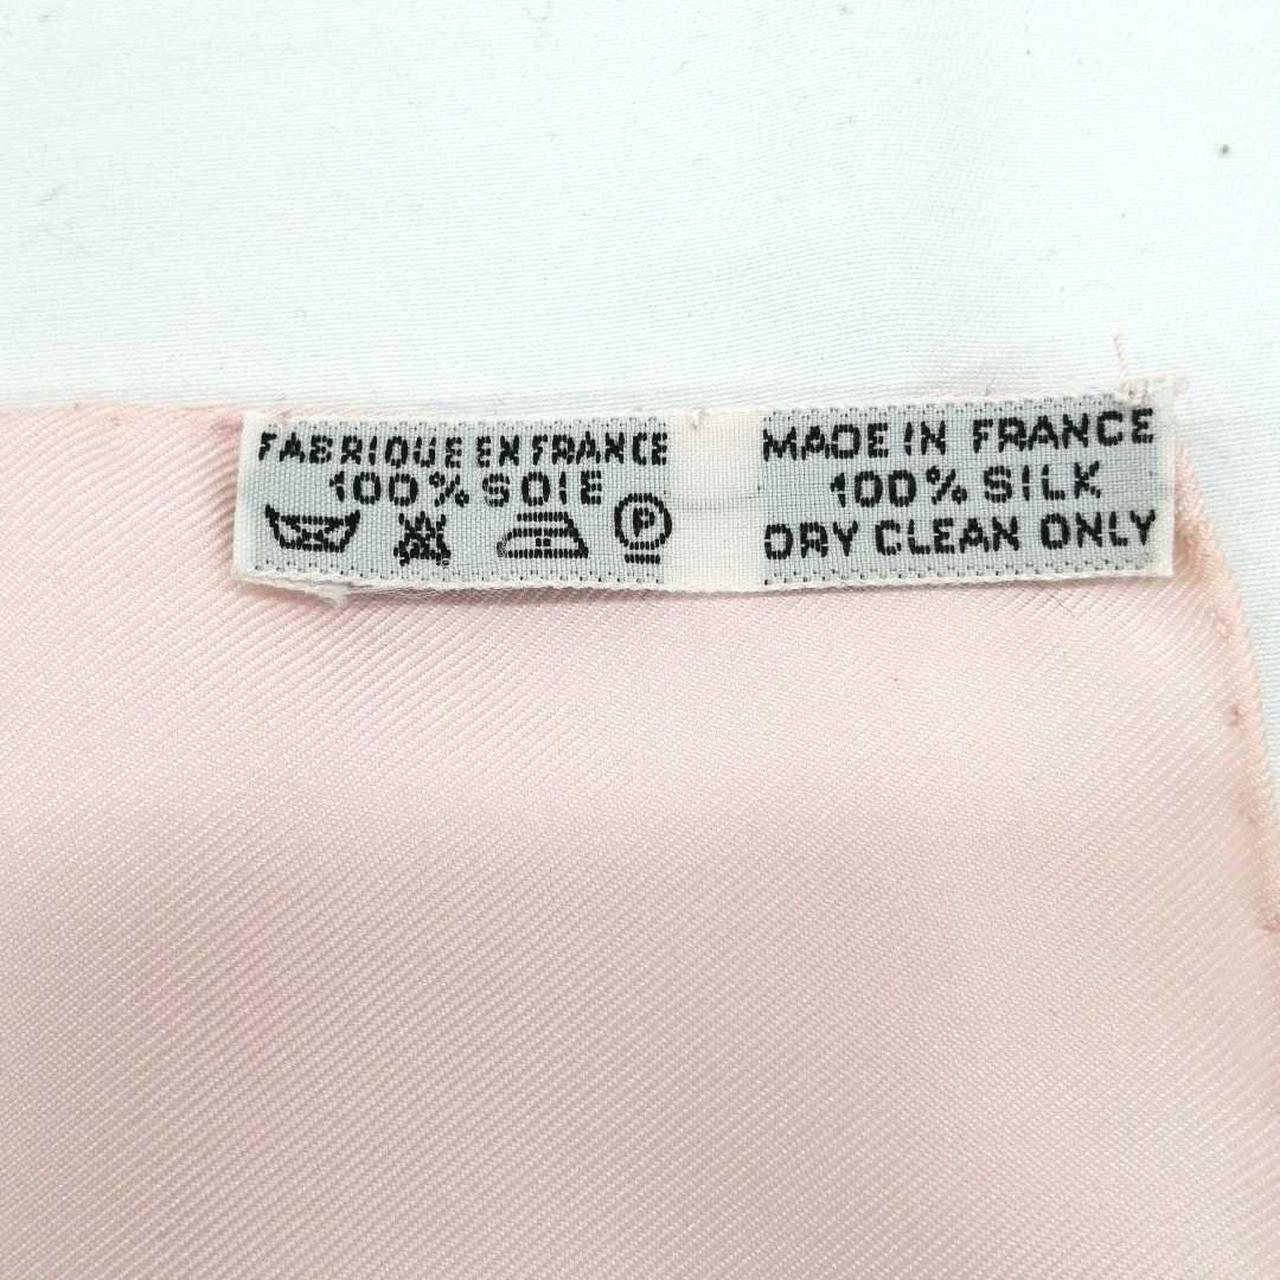 FABRIQUE EN FRANCE
100% SOIE
P
MADE IN FRANCE
100% SILK
DRY CLEAN ONLY